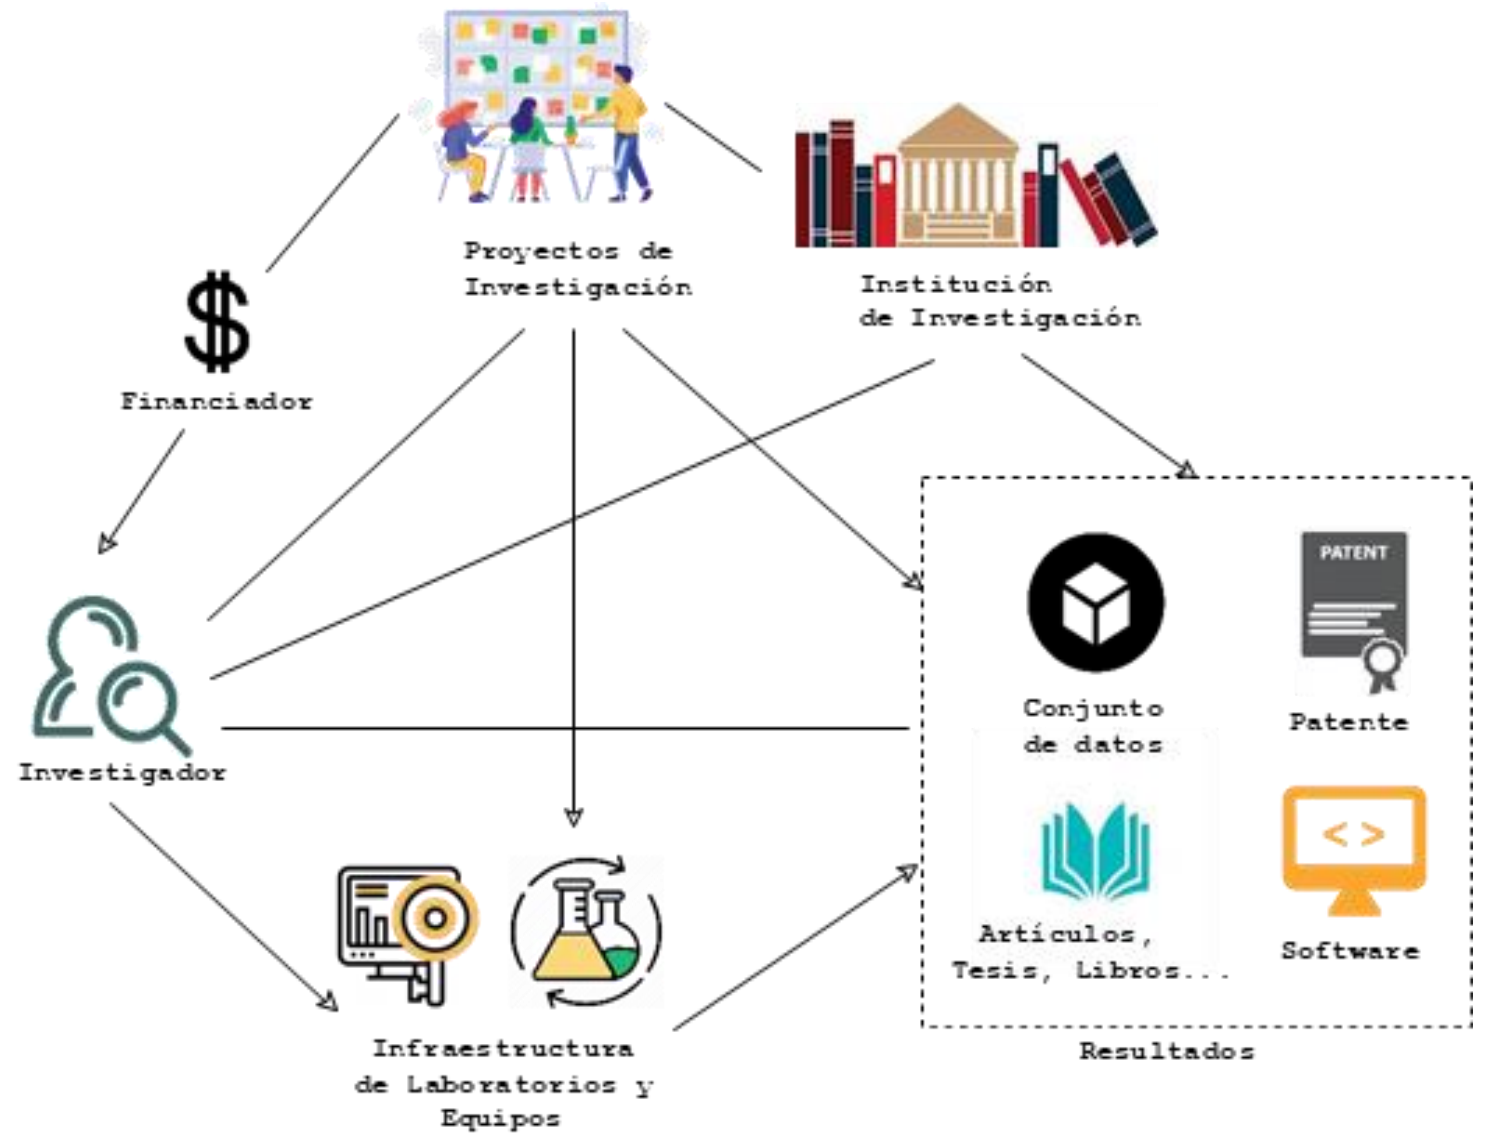 Proyectos de
Investigación
Institución
de Investigación
Financiador
PATENT
Conjunto
de datos
Patente
Investigador
< >
Artículos,
Tesis, Libros...
Software
Infraestructura
de Laboratorios y
Equipos
Resultados